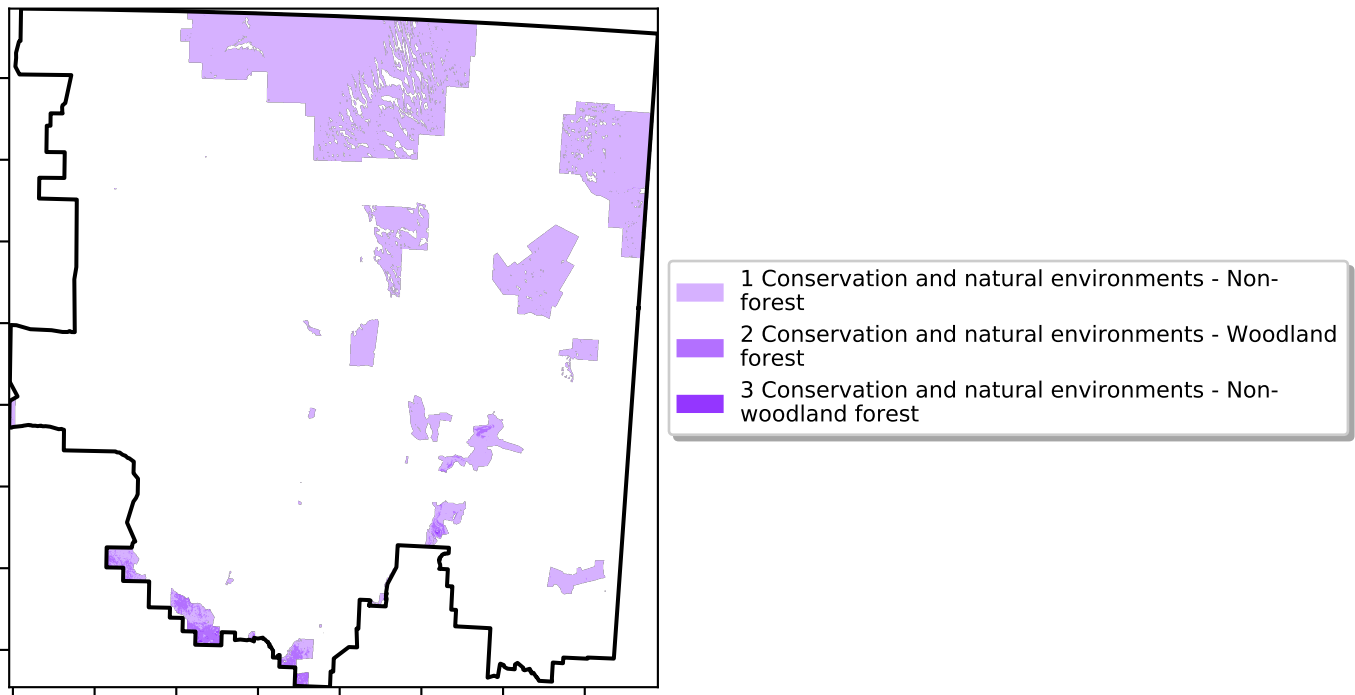 1 Conservation and natural environments - Non-
forest
2 Conservation and natural environments - Woodland
forest
3 Conservation and natural environments - Non-
woodland forest